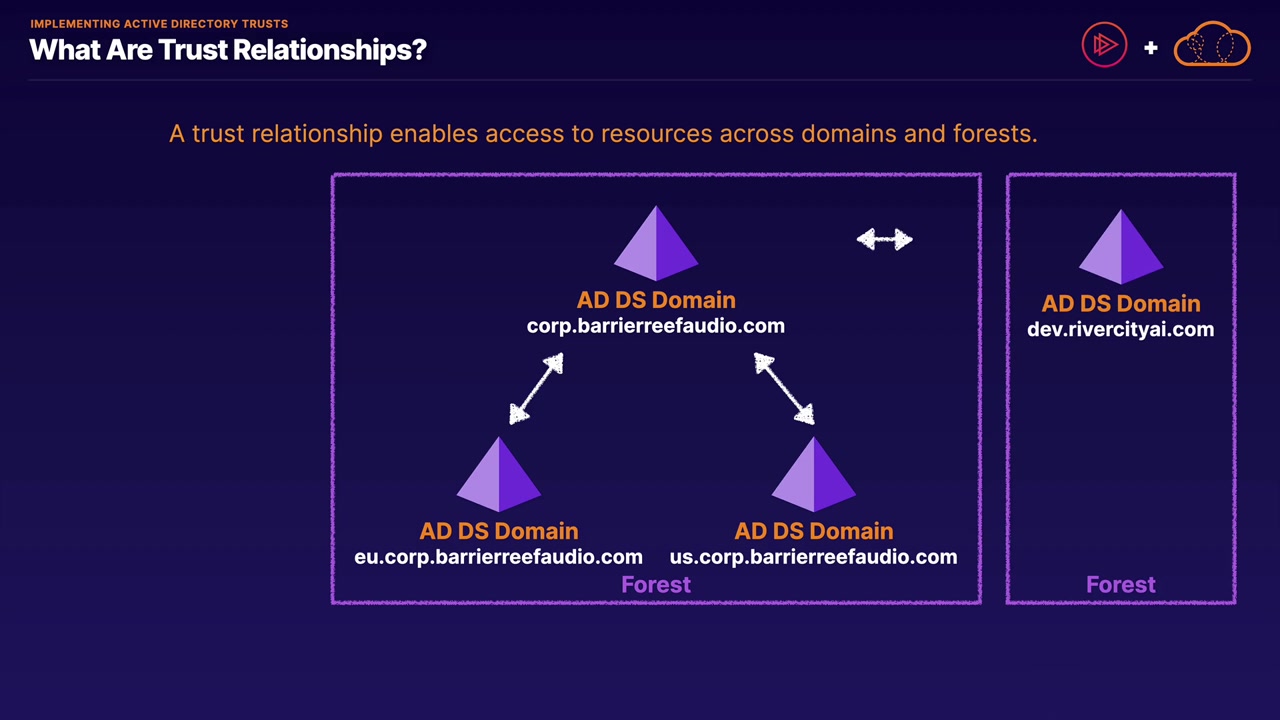 IMPLEMENTING ACTIVE DIRECTORY TRUSTS
What Are Trust Relationships?
+
A trust relationship enables access to resources across domains and forests.
AD DS Domain
corp.barrierreefaudio.com
AD DS Domain
dev.rivercityai.com
AD DS Domain
eu.corp.barrierreefaudio.com
AD DS Domain
us.corp.barrierreefaudio.com
Forest
Forest